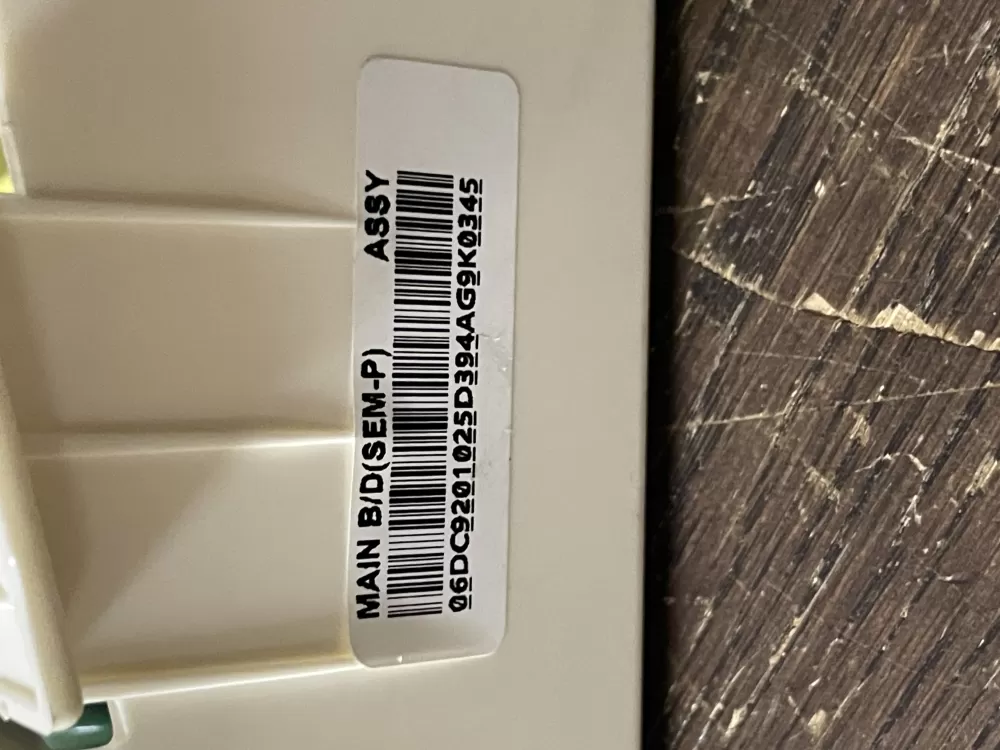 MAIN B/D(SEM-P) ASSY
06DC9201025D394AG9K0345